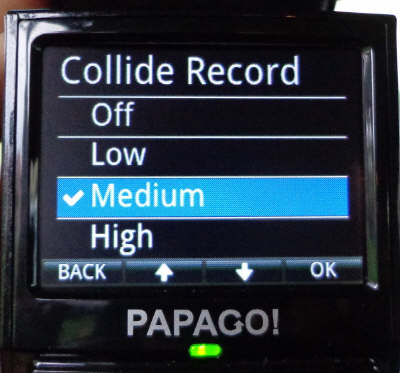 Collide Record
Off
Low
Medium
High
BACK OK
PAPAGO!